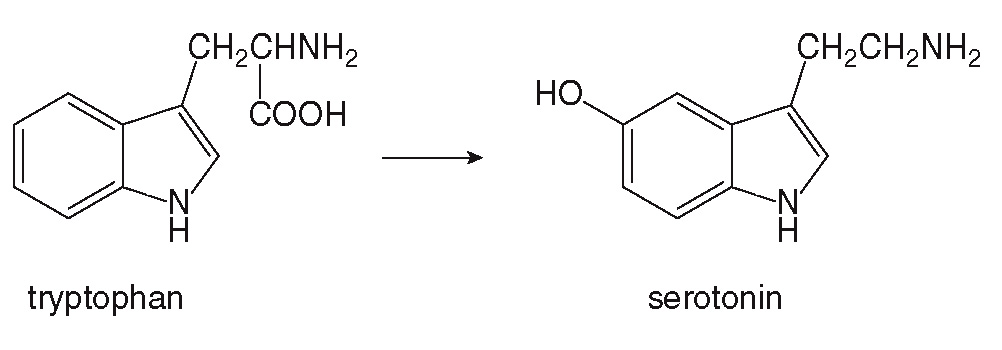 CH₂CHNH₂
COOH
N
H
tryptophan
CH₂CH₂NH₂
HO
N
H
serotonin